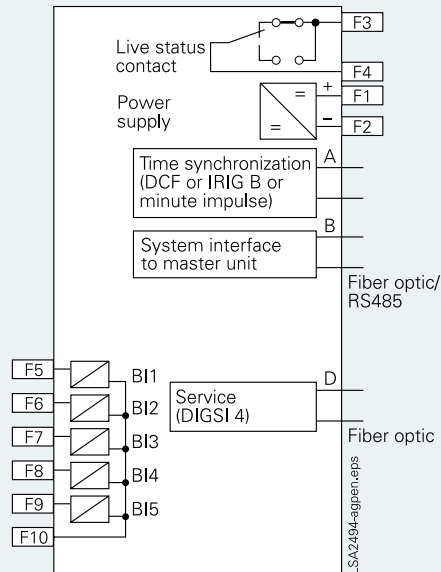 F3
Live status
contact
F4
Power
supply
=
=
+
F1
–
F2
Time synchronization
(DCF or IRIG B or
minute impulse)
A
System interface
to master unit
B
Fiber optic/
RS485
F5
BI1
F6
BI2
F7
BI3
F8
BI4
F9
BI5
F10
Service
(DIGSI 4)
D
Fiber optic
LSA2494-agpen.eps